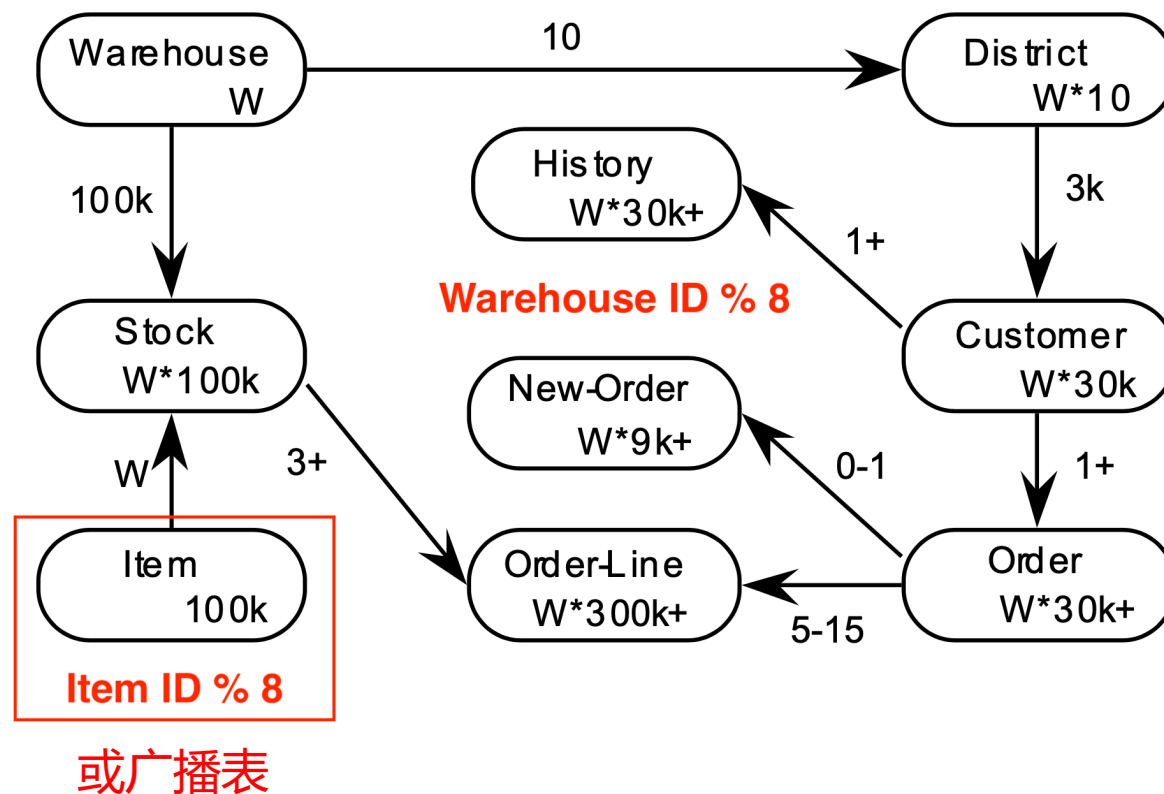 Warehouse
W
10
District
W*10
100k
History
W*30k+
3k
1+
Warehouse ID % 8
Stock
W*100k
Customer
W*30k
New-Order
W*9k+
W
3+
0-1
1+
Item
100k
Order-Line
W*300k+
5-15
Order
W*30k+
Item ID % 8
或广播表